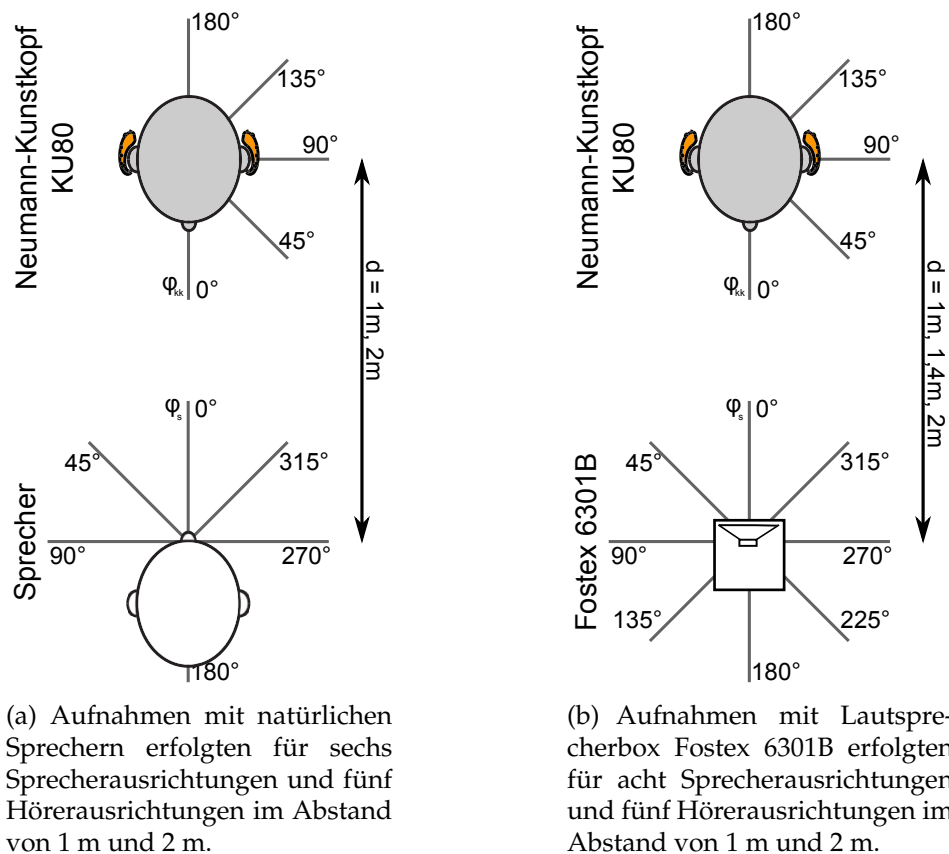 Neumann-Kunstkopf
KU80
180°
135°
90°
45°
φkk 0°
d = 1m, 2m
Sprecher
φs 0°
45°
315°
90°
270°
180°
(a) Aufnahmen mit natürlichen
Sprechern erfolgten für sechs
Sprecherausrichtungen und fünf
Hörerausrichtungen im Abstand
von 1 m und 2 m.
Neumann-Kunstkopf
KU80
180°
135°
90°
45°
φkk 0°
d = 1m, 1,4m, 2m
Fostex 6301B
φs 0°
45°
315°
90°
270°
135°
225°
180°
(b) Aufnahmen mit Lautspre-
cherbox Fostex 6301B erfolgten
für acht Sprecherausrichtungen
und fünf Hörerausrichtungen im
Abstand von 1 m und 2 m.